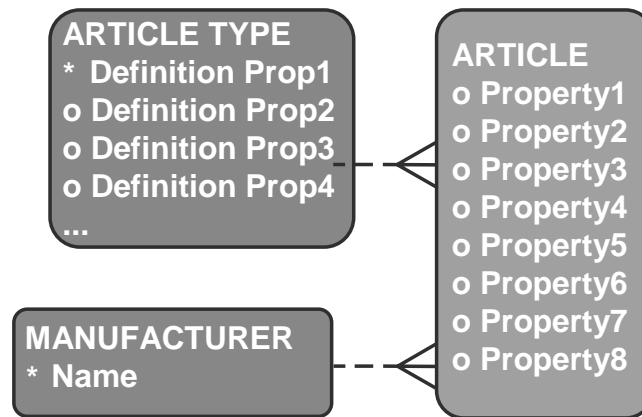 ARTICLE TYPE
* Definition Prop1
o Definition Prop2
o Definition Prop3
o Definition Prop4
...
ARTICLE
o Property1
o Property2
o Property3
o Property4
o Property5
o Property6
o Property7
o Property8
MANUFACTURER
* Name